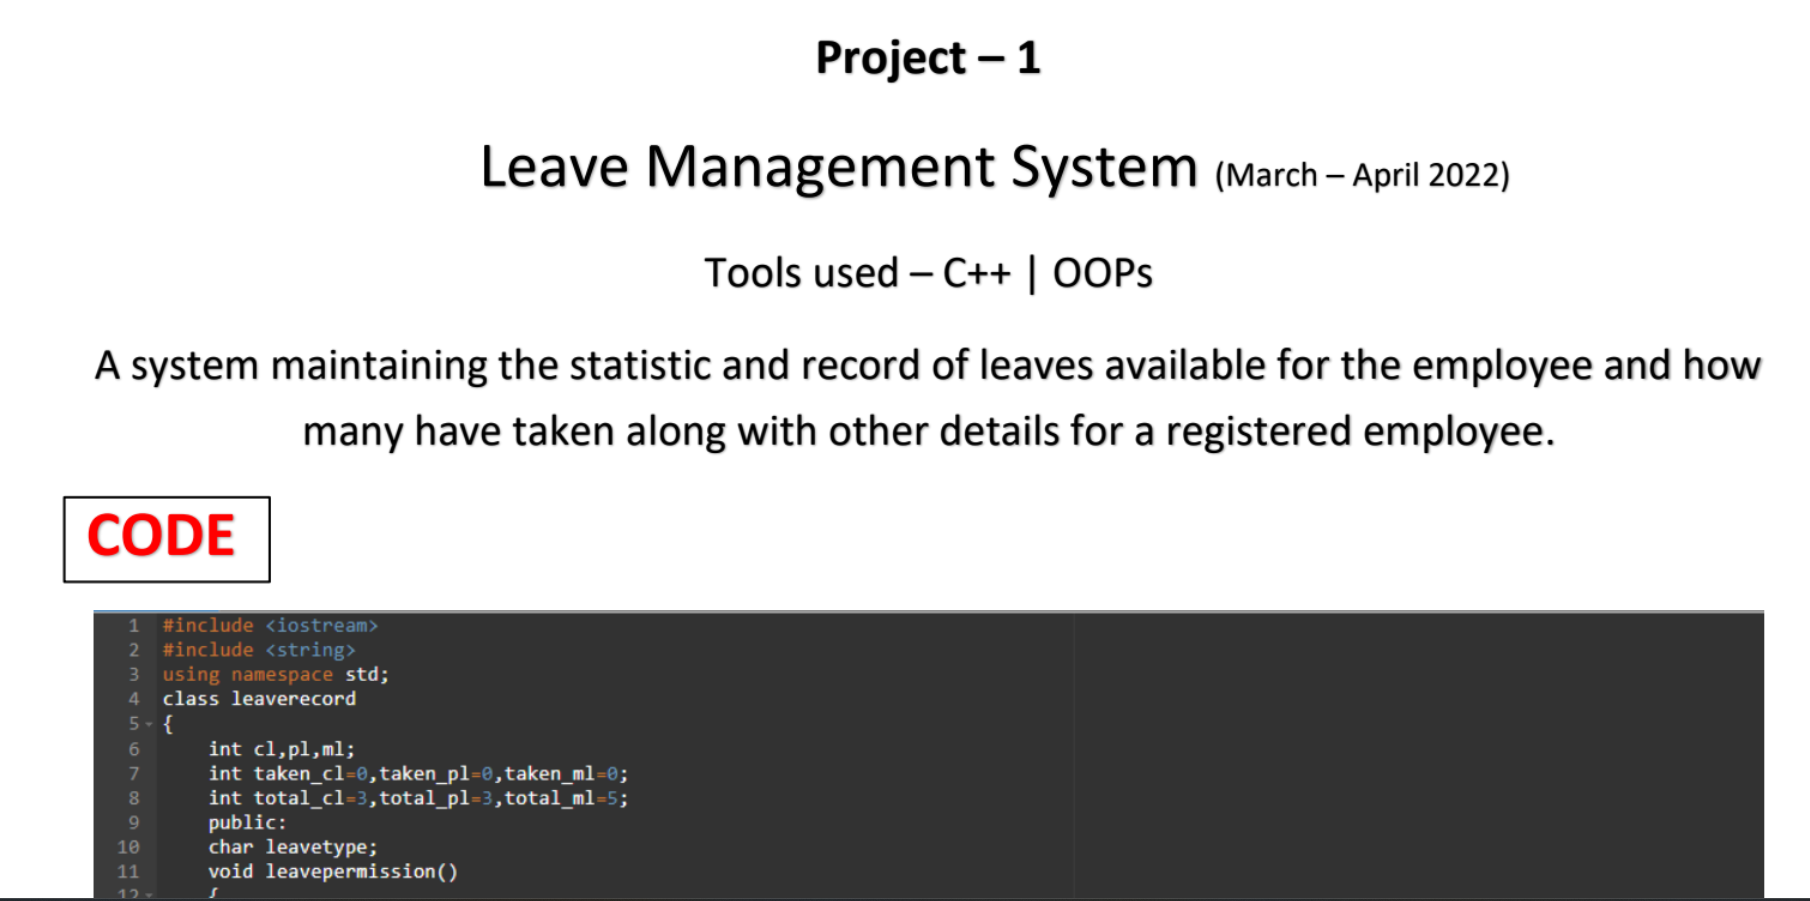 Project – 1
Leave Management System (March – April 2022)
Tools used – C++ | OOPs
A system maintaining the statistic and record of leaves available for the employee and how
many have taken along with other details for a registered employee.
CODE
1 #include <iostream>
2 #include <string>
3 using namespace std;
4 class leaverecord
5 {
6 int cl,pl,ml;
7 int taken_cl=0,taken_pl=0,taken_ml=0;
8 int total_cl=3,total_pl=3,total_ml=5;
9 public:
10 char leavetype;
11 void leavepermission()
12 {